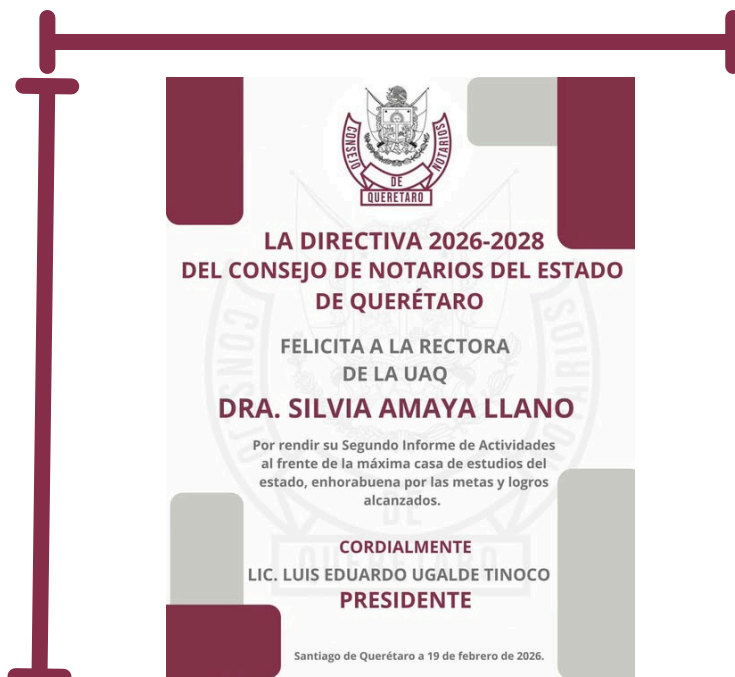 CONSEJO DE NOTARIOS
QUERETARO
LA DIRECTIVA 2026-2028
DEL CONSEJO DE NOTARIOS DEL ESTADO
DE QUERÉTARO
FELICITA A LA RECTORA
DE LA UAQ
DRA. SILVIA AMAYA LLANO
Por rendir su Segundo Informe de Actividades
al frente de la máxima casa de estudios del
estado, enhorabuena por las metas y logros
alcanzados.
CORDIALMENTE
LIC. LUIS EDUARDO UGALDE TINOCO
PRESIDENTE
Santiago de Querétaro a 19 de febrero de 2026.